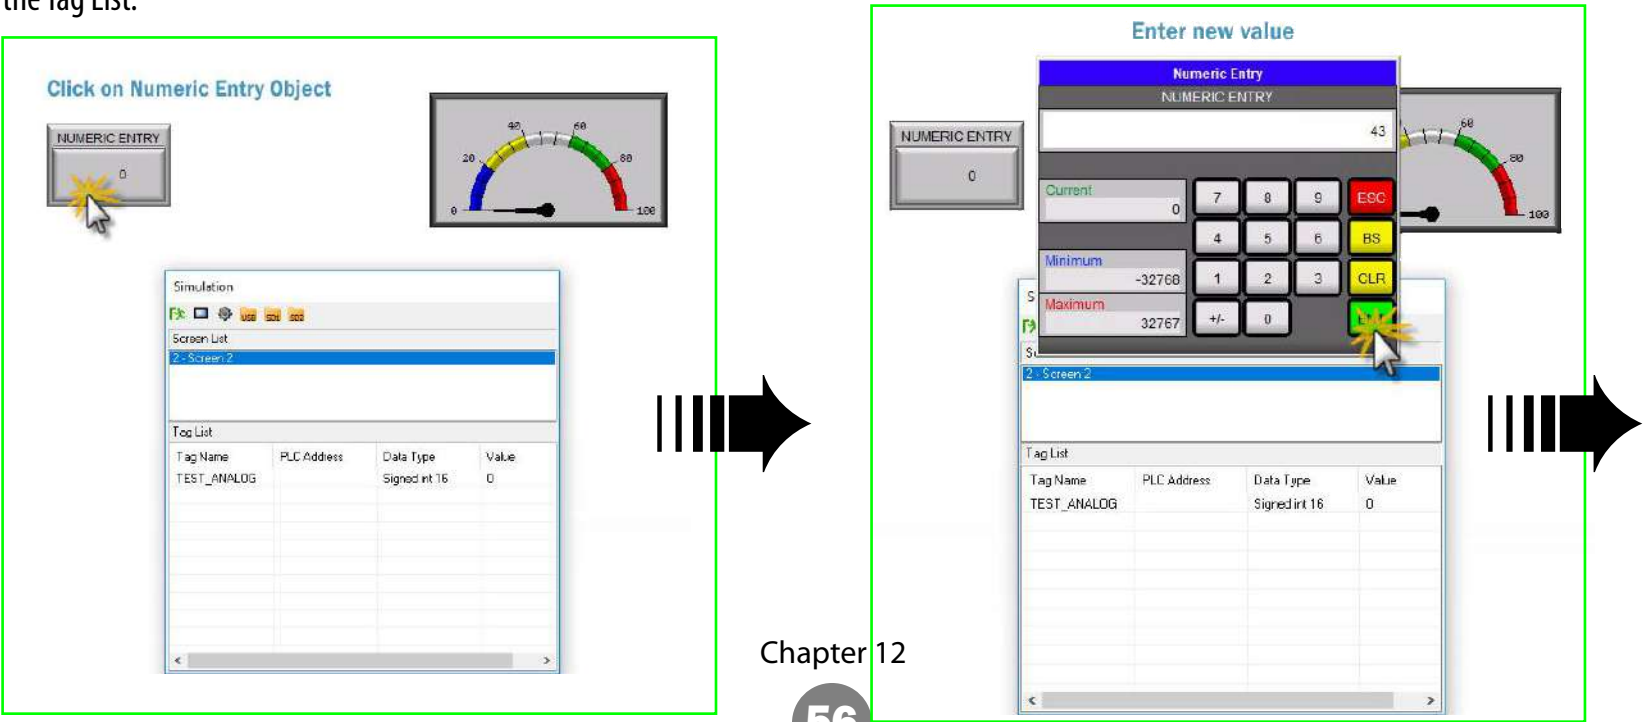 the Tag List.
Click on Numeric Entry Object
NUMERIC ENTRY
0
0
20
40
60
80
100
Simulation
USB SD1 SD2
Screen List
2 - Screen 2
Tag List
Tag Name PLC Address Data Type Value
TEST_ANALOG Signed int 16 0
Enter new value
NUMERIC ENTRY
0
Numeric Entry
NUMERIC ENTRY
43
Current
0
Minimum
-32768
Maximum
32767
7 8 9 ESC
4 5 6 BS
1 2 3 CLR
+/- 0
60
80
100
2 - Screen 2
Tag List
Tag Name PLC Address Data Type Value
TEST_ANALOG Signed int 16 0
Chapter 12
56